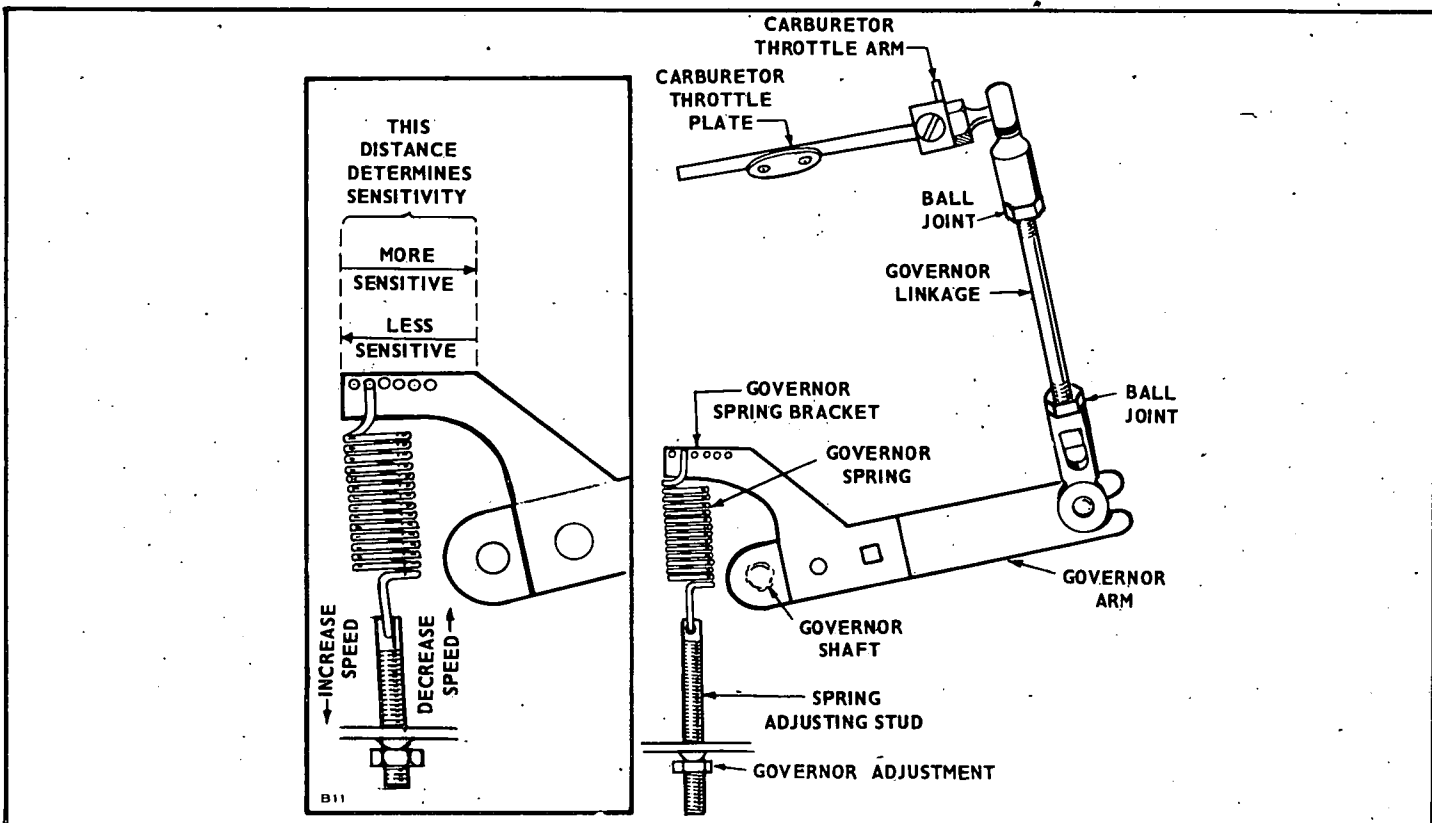 THIS
DISTANCE
DETERMINES
SENSITIVITY
MORE
SENSITIVE
LESS
SENSITIVE
INCREASE
SPEED
DECREASE
SPEED
B11
CARBURETOR
THROTTLE ARM
CARBURETOR
THROTTLE
PLATE
BALL
JOINT
GOVERNOR
LINKAGE
GOVERNOR
SPRING BRACKET
BALL
JOINT
GOVERNOR
SPRING
GOVERNOR
ARM
GOVERNOR
SHAFT
SPRING
ADJUSTING STUD
GOVERNOR ADJUSTMENT